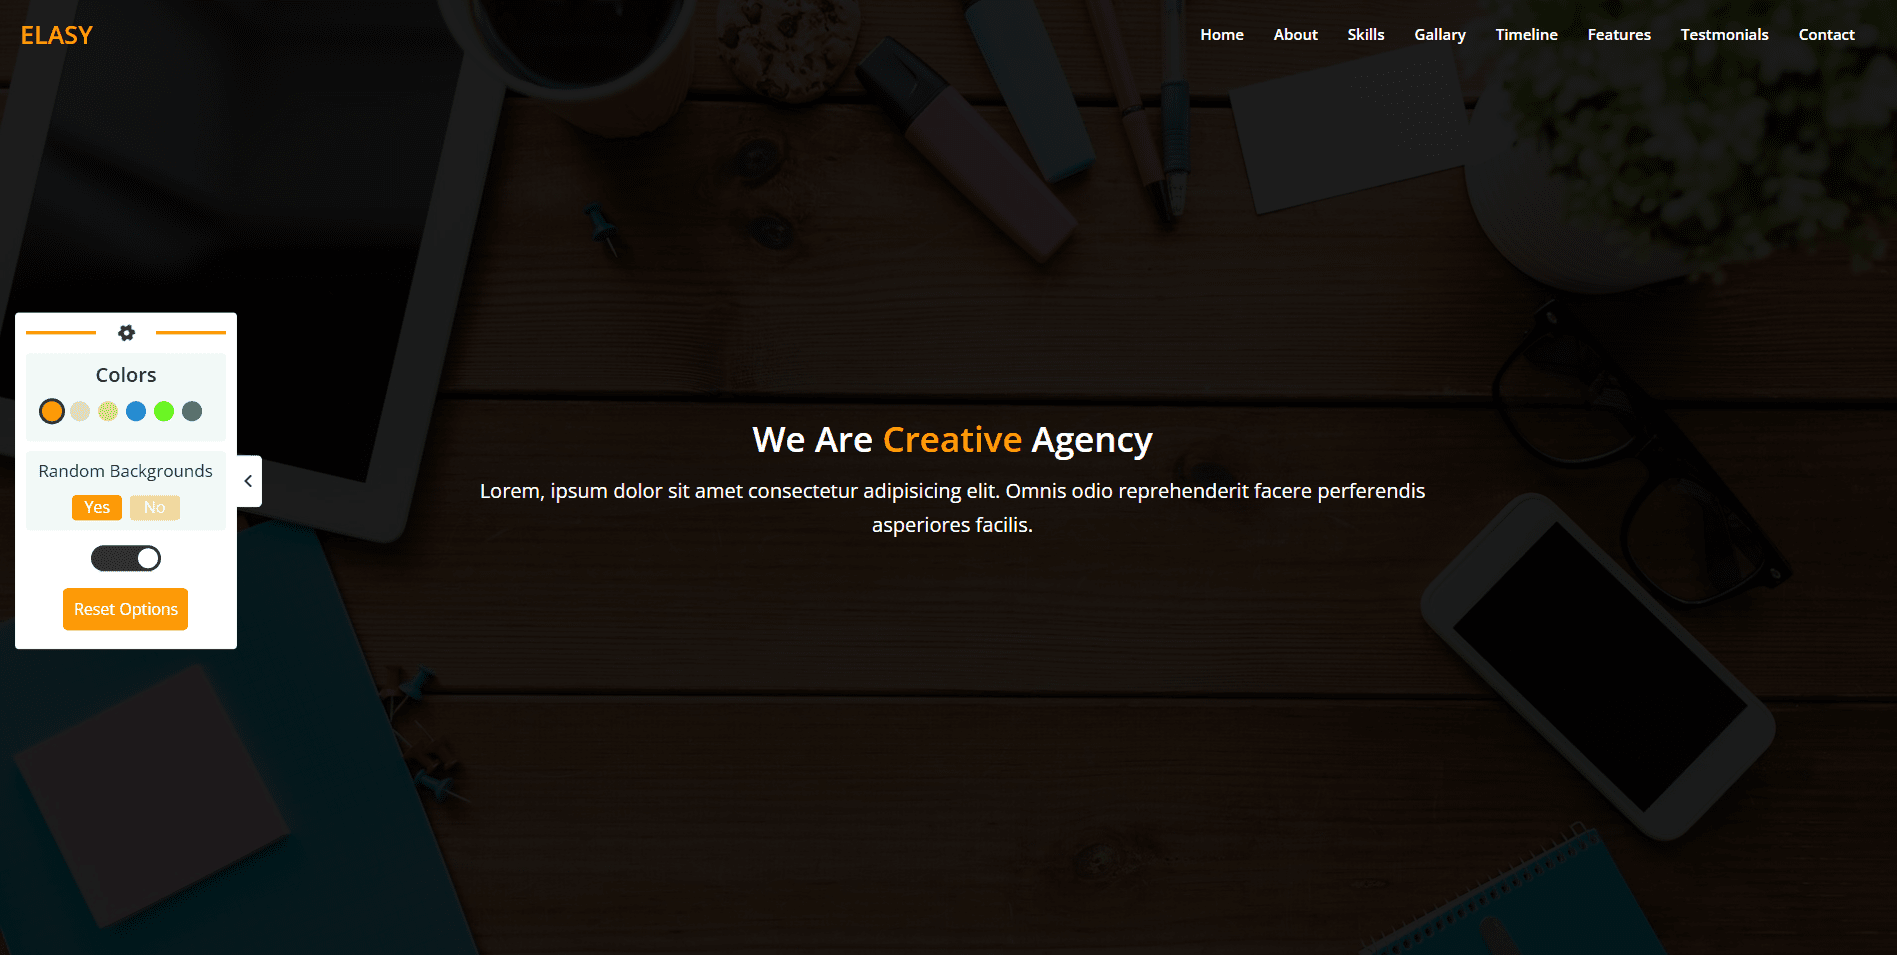 ELASY
Home About Skills Gallary Timeline Features Testmonials Contact
Colors
Random Backgrounds
Yes No
Reset Options
We Are Creative Agency
Lorem, ipsum dolor sit amet consectetur adipisicing elit. Omnis odio reprehenderit facere perferendis
asperiores facilis.